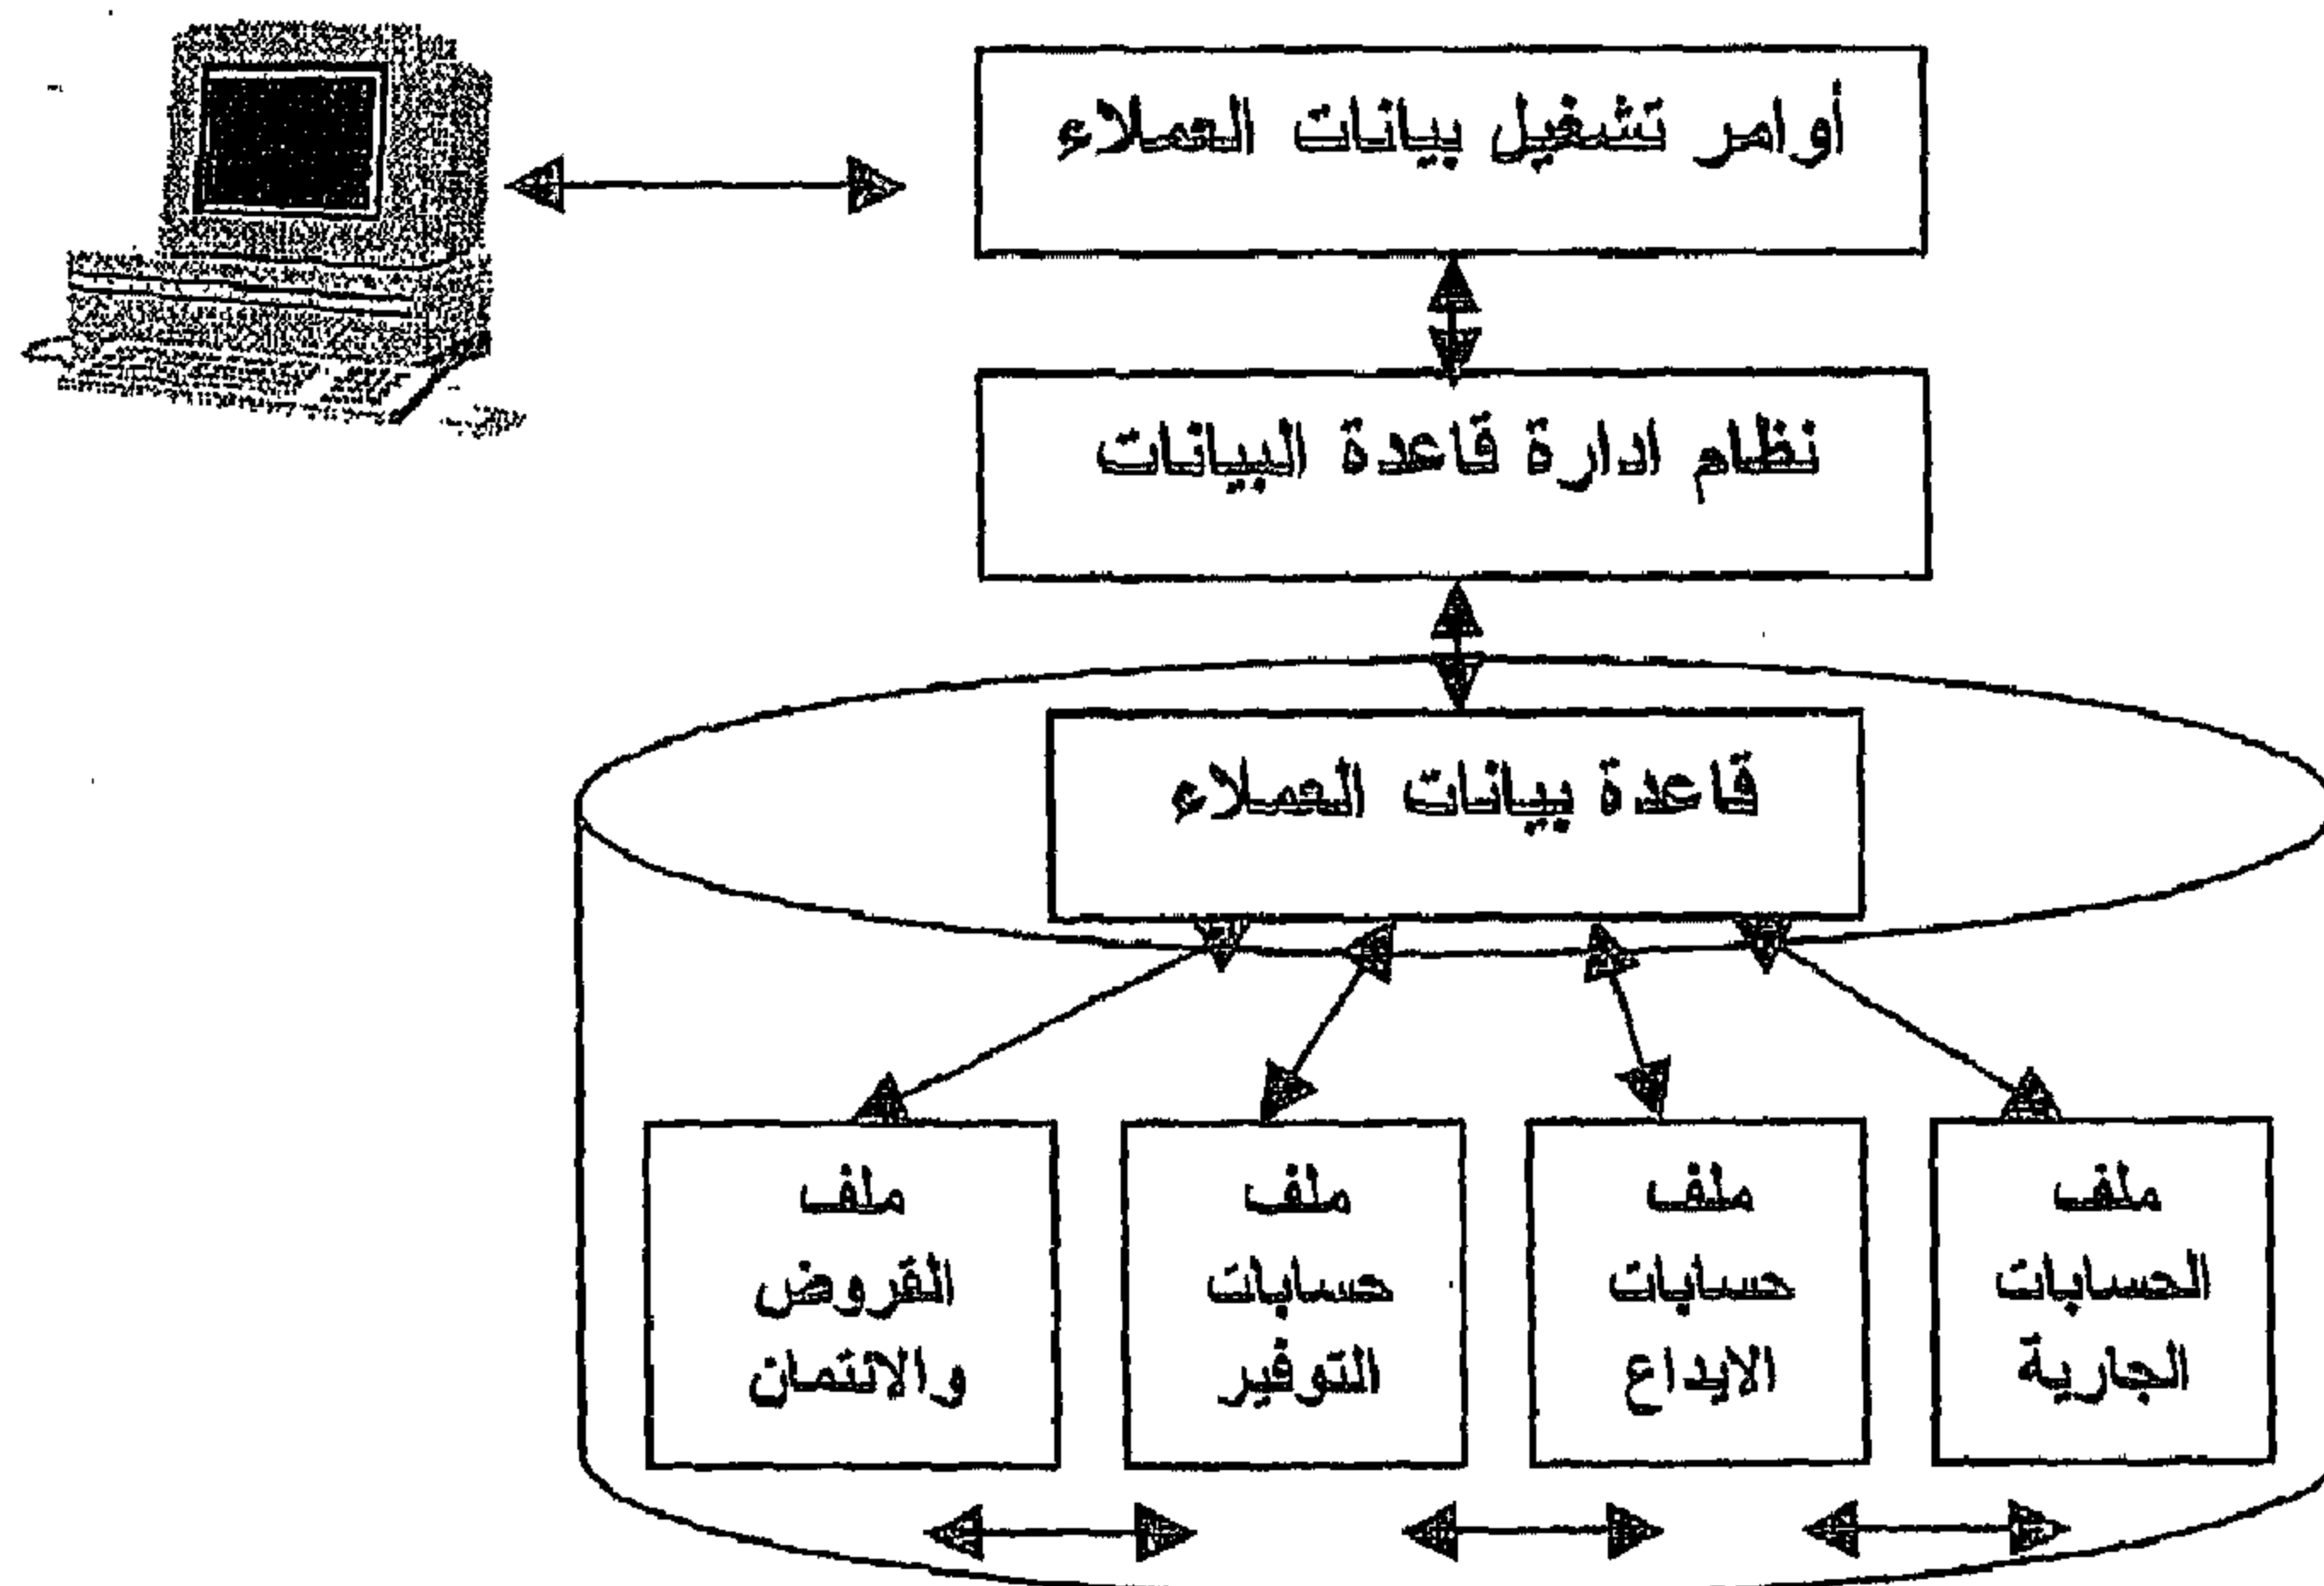 أوامر تشغيل بيانات العملاء
نظام ادارة قاعدة البيانات
قاعدة بيانات العملاء
ملف
الحسابات
الجارية
ملف
حسابات
الايداع
ملف
حسابات
التوفير
ملف
القروض
والائتمان